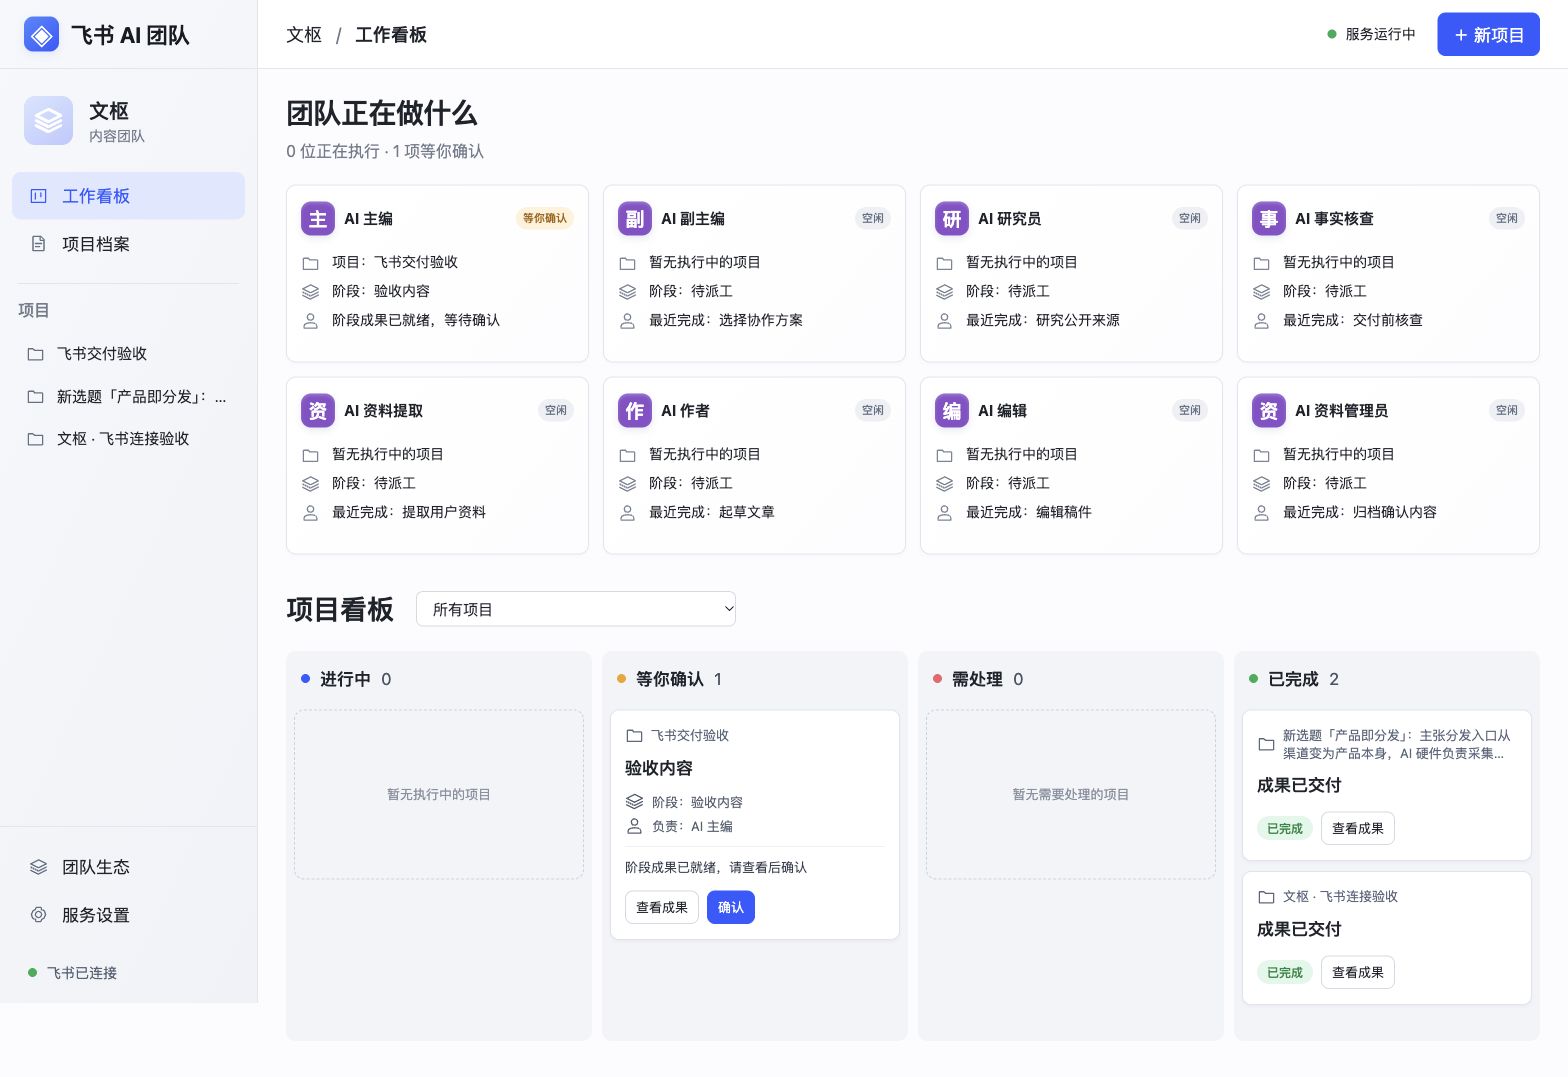 飞书 AI 团队
文枢 / 工作看板
服务运行中
+ 新项目
文枢
内容团队
工作看板
项目档案
项目
飞书交付验收
新选题「产品即分发」：...
文枢 · 飞书连接验收
团队生态
服务设置
飞书已连接
团队正在做什么
0 位正在执行 · 1 项等你确认
主 AI 主编 等你确认
项目：飞书交付验收
阶段：验收内容
阶段成果已就绪，等待确认
副 AI 副主编 空闲
暂无执行中的项目
阶段：待派工
最近完成：选择协作方案
研 AI 研究员 空闲
暂无执行中的项目
阶段：待派工
最近完成：研究公开来源
事 AI 事实核查 空闲
暂无执行中的项目
阶段：待派工
最近完成：交付前核查
资 AI 资料提取 空闲
暂无执行中的项目
阶段：待派工
最近完成：提取用户资料
作 AI 作者 空闲
暂无执行中的项目
阶段：待派工
最近完成：起草文章
编 AI 编辑 空闲
暂无执行中的项目
阶段：待派工
最近完成：编辑稿件
资 AI 资料管理员 空闲
暂无执行中的项目
阶段：待派工
最近完成：归档确认内容
项目看板 所有项目
进行中 0
暂无执行中的项目
等你确认 1
飞书交付验收
验收内容
阶段：验收内容
负责：AI 主编
阶段成果已就绪，请查看后确认
查看成果 确认
需处理 0
暂无需要处理的项目
已完成 2
新选题「产品即分发」：主张分发入口从
渠道变为产品本身，AI 硬件负责采集...
成果已交付
已完成 查看成果
文枢 · 飞书连接验收
成果已交付
已完成 查看成果